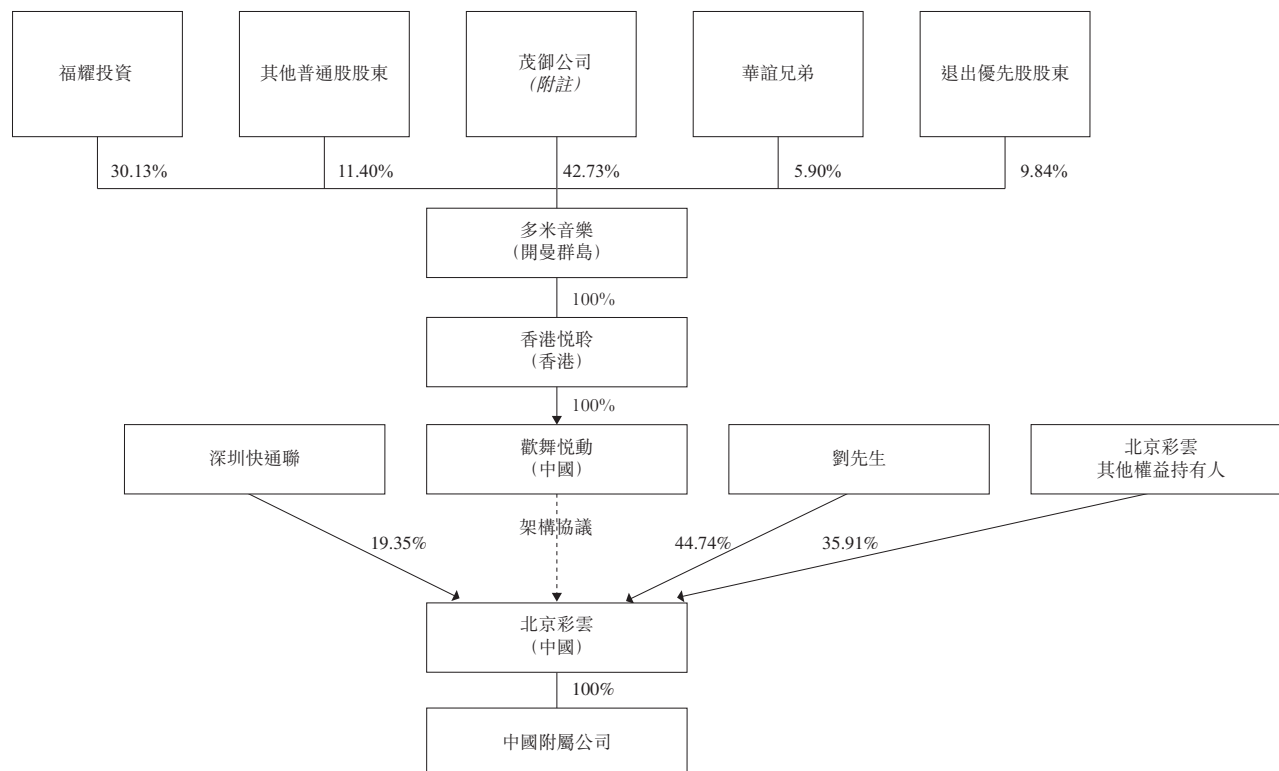 福耀投資
其他普通股股東
茂御公司
(附註)
華誼兄弟
退出優先股股東
30.13%
11.40%
42.73%
5.90%
9.84%
多米音樂
(開曼群島)
100%
香港悦聆
(香港)
100%
深圳快通聯
歡舞悦動
(中國)
劉先生
北京彩雲
其他權益持有人
架構協議
19.35%
44.74%
35.91%
北京彩雲
(中國)
100%
中國附屬公司